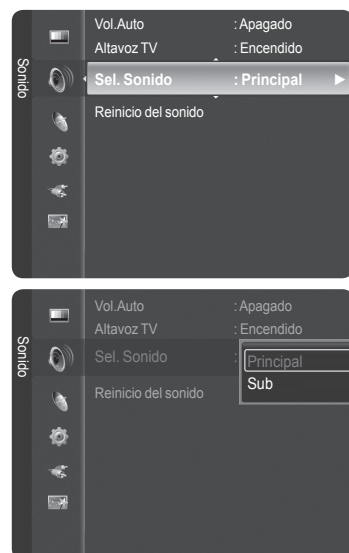 Sonido
Vol.Auto : Apagado
Altavoz TV : Encendido
Sel. Sonido : Principal
Reinicio del sonido
Sonido
Vol.Auto : Apagado
Altavoz TV : Encendido
Sel. Sonido : Principal
Sub
Reinicio del sonido